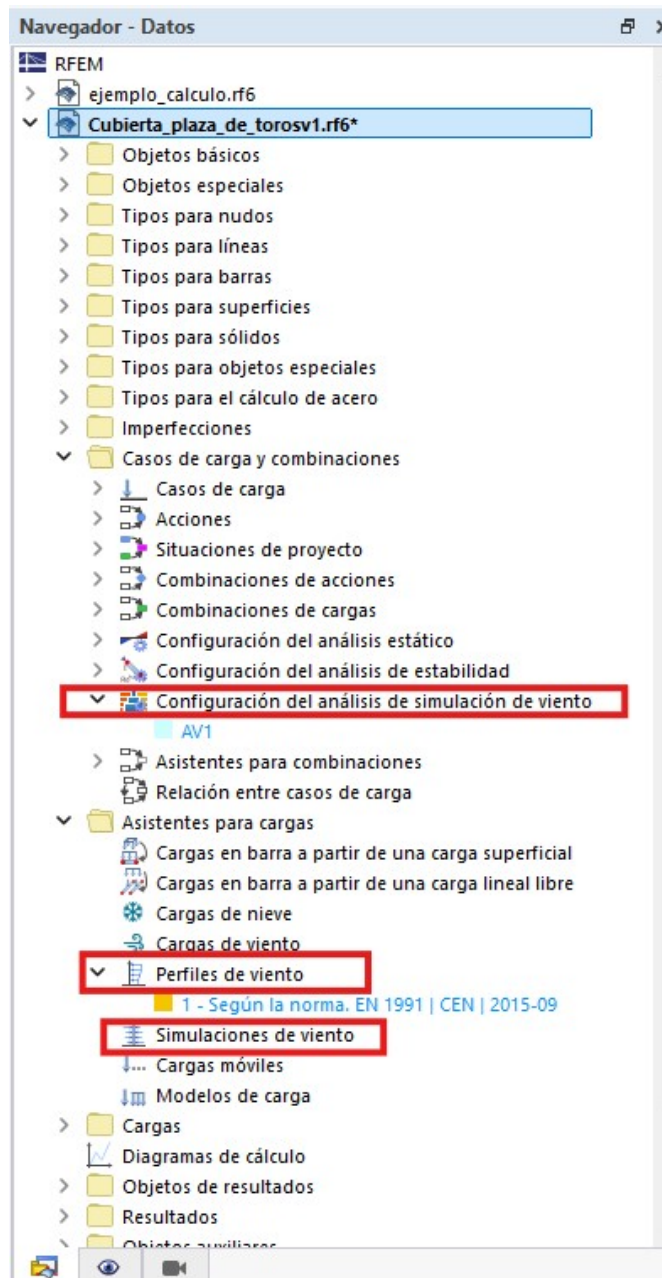 Navegador - Datos
RFEM
ejemplo_calculo.rf6
Cubierta_plaza_de_torosv1.rf6*
Objetos básicos
Objetos especiales
Tipos para nudos
Tipos para líneas
Tipos para barras
Tipos para superficies
Tipos para sólidos
Tipos para objetos especiales
Tipos para el cálculo de acero
Imperfecciones
Casos de carga y combinaciones
Casos de carga
Acciones
Situaciones de proyecto
Combinaciones de acciones
Combinaciones de cargas
Configuración del análisis estático
Configuración del análisis de estabilidad
Configuración del análisis de simulación de viento
AV1
Asistentes para combinaciones
Relación entre casos de carga
Asistentes para cargas
Cargas en barra a partir de una carga superficial
Cargas en barra a partir de una carga lineal libre
Cargas de nieve
Cargas de viento
Perfiles de viento
1 - Según la norma. EN 1991 | CEN | 2015-09
Simulaciones de viento
Cargas móviles
Modelos de carga
Cargas
Diagramas de cálculo
Objetos de resultados
Resultados
Objetos auxiliares